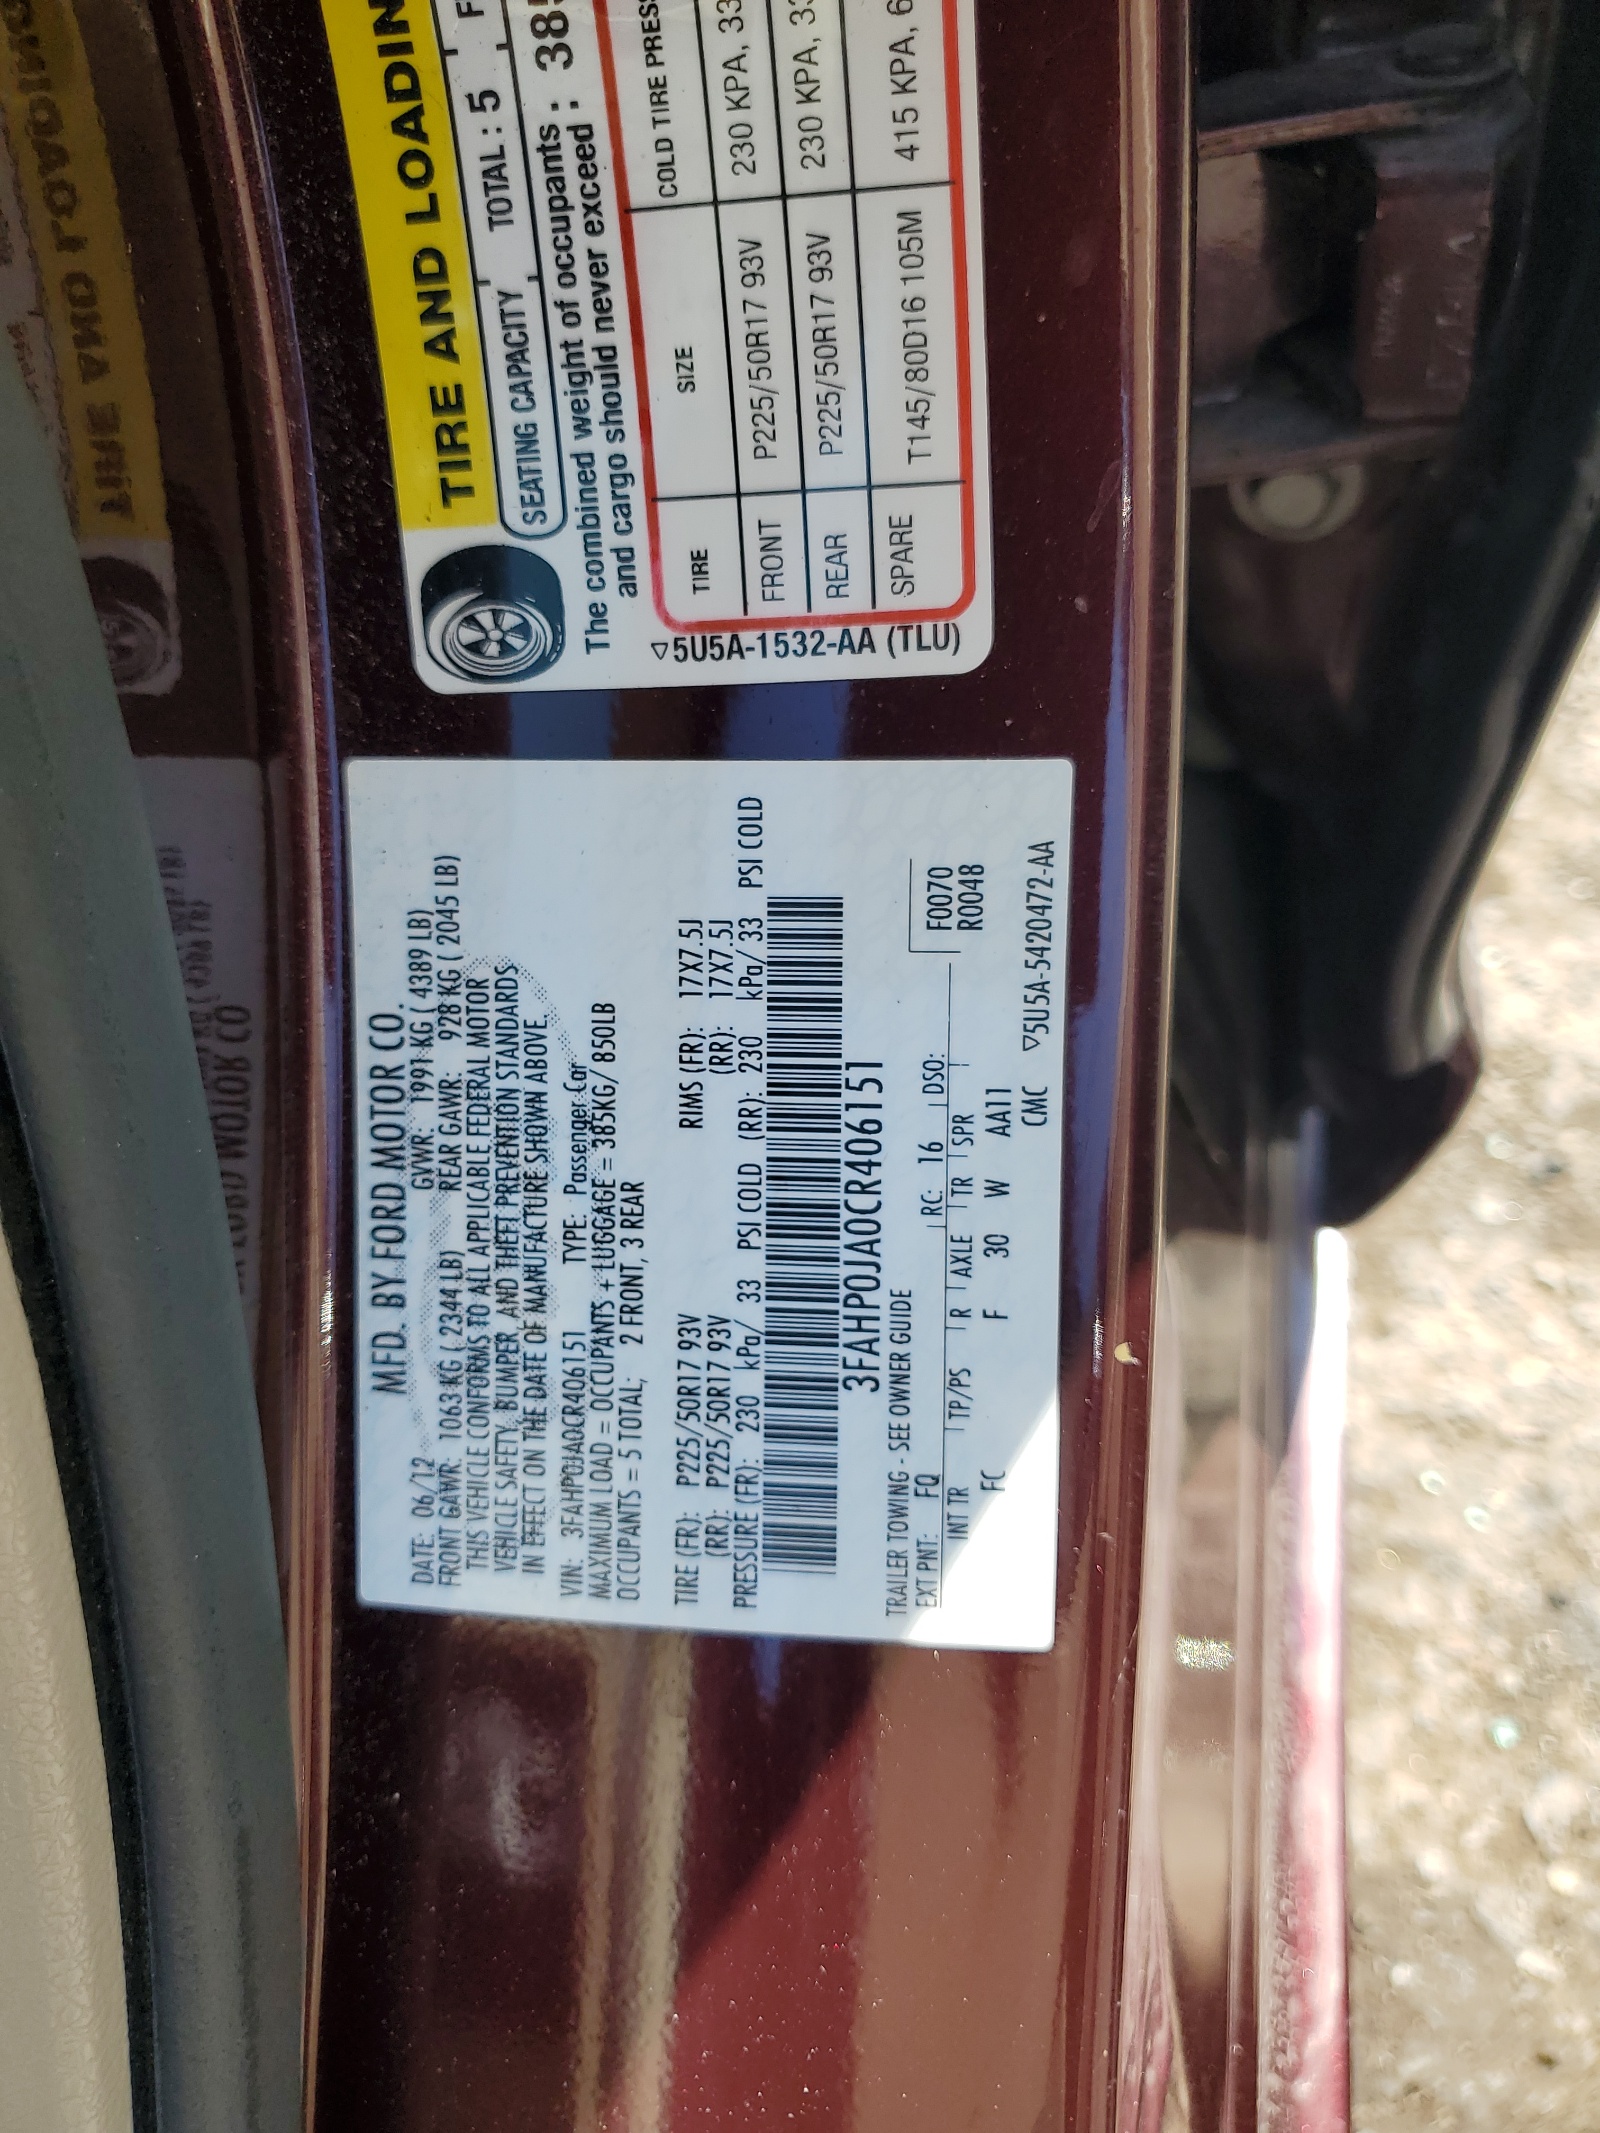 MFD. BY FORD MOTOR CO.
DATE: 06/12 GVWR: 1991 KG ( 4389 LB)
FRONT GAWR: 1063 KG ( 2344 LB) REAR GAWR: 928 KG ( 2045 LB)
THIS VEHICLE CONFORMS TO ALL APPLICABLE FEDERAL MOTOR
VEHICLE SAFETY, BUMPER, AND THEFT PREVENTION STANDARDS
IN EFFECT ON THE DATE OF MANUFACTURE SHOWN ABOVE.
VIN: 3FAHP0JA0CR406151 TYPE: Passenger Car
MAXIMUM LOAD = OCCUPANTS + LUGGAGE = 385KG/ 850LB
OCCUPANTS = 5 TOTAL; 2 FRONT, 3 REAR
TIRE (FR): P225/50R17 93V RIMS (FR): 17X7.5J
(RR): P225/50R17 93V (RR): 17X7.5J
PRESSURE (FR): 230 kPa/ 33 PSI COLD (RR): 230 kPa/ 33 PSI COLD
3FAHP0JA0CR406151
TRAILER TOWING - SEE OWNER GUIDE
EXT PNT: FQ RC: 16 DSO: F0070
R0048
INT TR TP/PS R AXLE TR SPR
FC F 30 W AA11
CMC ▽5U5A-5420472-AA
TIRE AND LOADIN
SEATING CAPACITY TOTAL : 5 F
The combined weight of occupants
and cargo should never exceed : 385
TIRE SIZE COLD TIRE PRESS
FRONT P225/50R17 93V 230 KPA, 33
REAR P225/50R17 93V 230 KPA, 33
SPARE T145/80D16 105M 415 KPA, 6
▽5U5A-1532-AA (TLU)